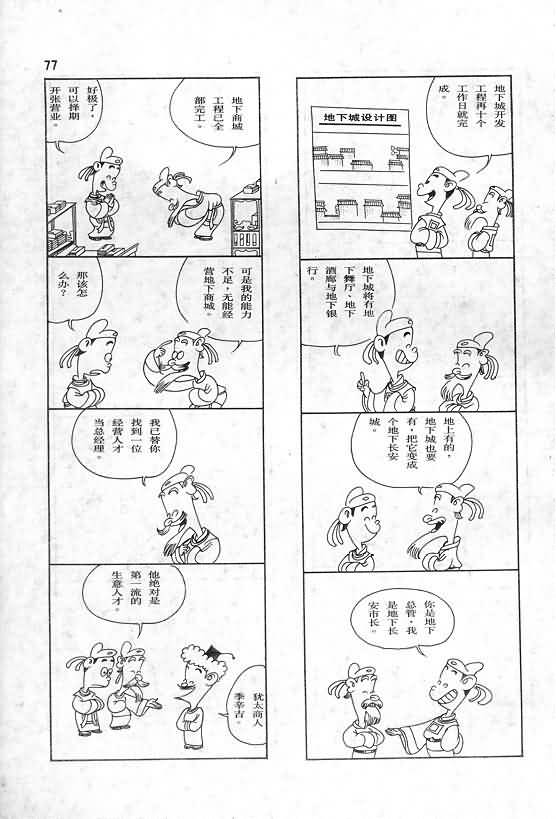 77
地下城开发
工程再十个
工作日就完
成。
地下城设计图
地下城将有地
下舞厅、地下
酒廊与地下银
行。
地上有的，
地下城也要
有，把它变成
个地下长安
城。
你是地下
总管，我
是地下长
安市长。
地下商城
工程已全
部完工。
好极了，
可以择期
开张营业。
可是我的能力
不足，无能经
营地下商城。
那该怎
么办？
我已替你
找到一位
经营人才
当总经理。
犹太商人
季辛吉。
他绝对是
第一流的
生意人才。